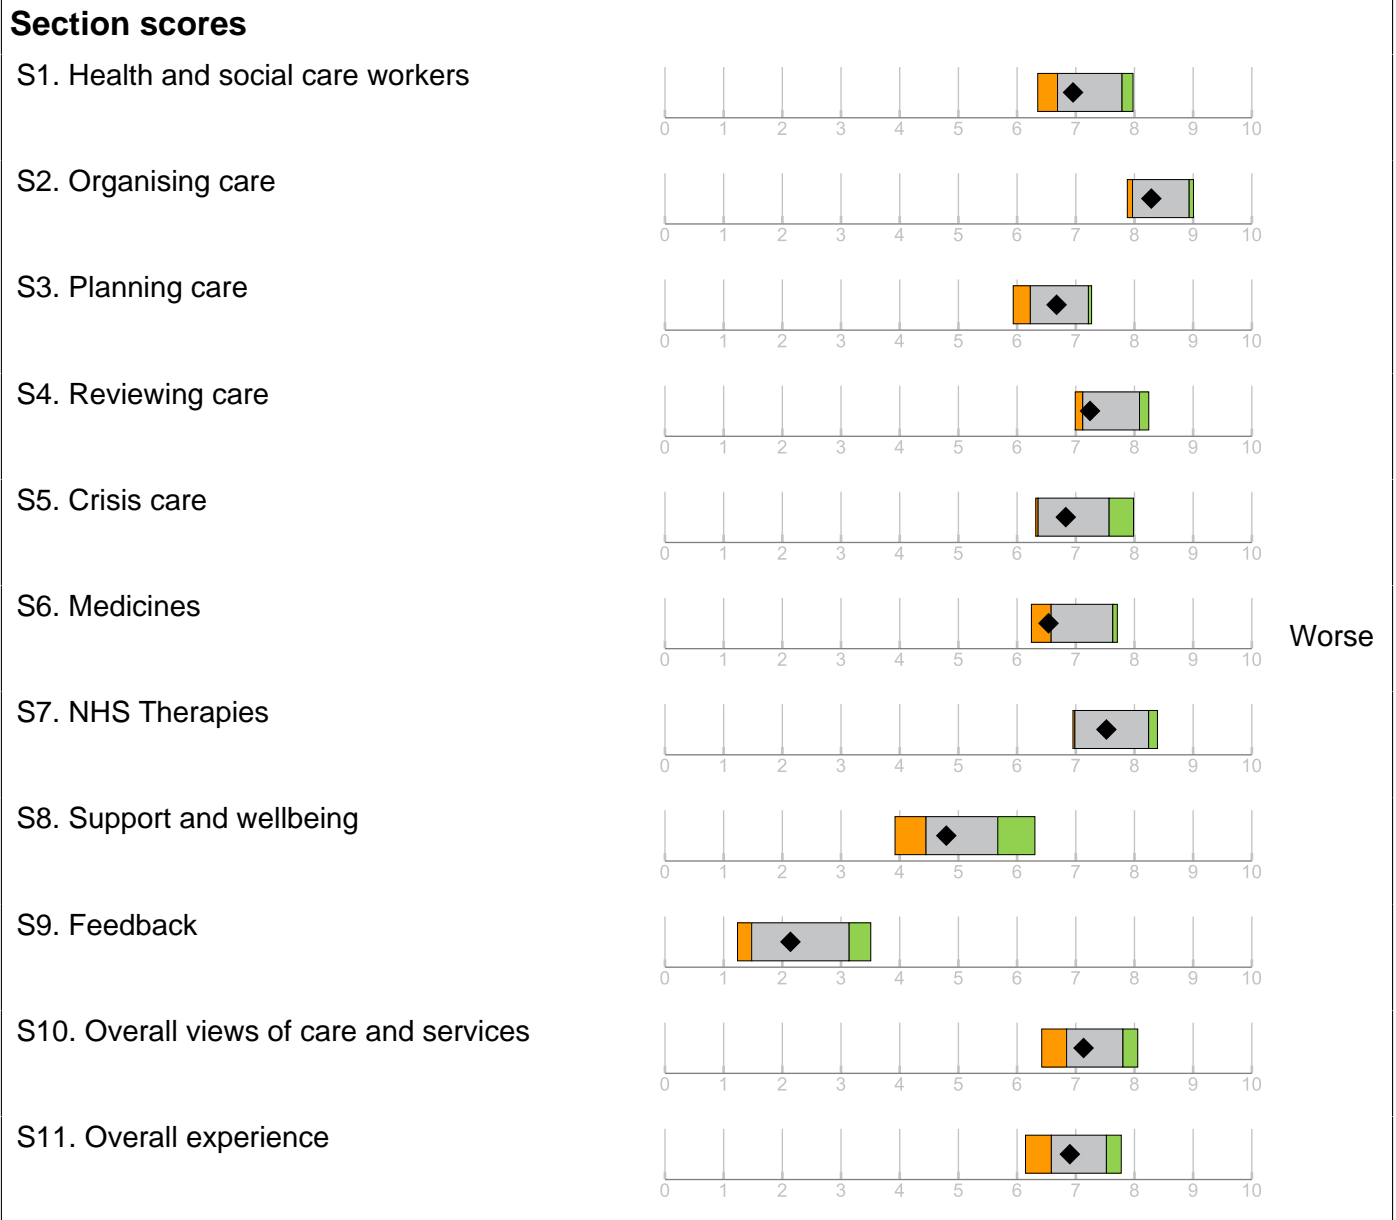 Section scores
S1. Health and social care workers
0 1 2 3 4 5 6 7 8 9 10
S2. Organising care
0 1 2 3 4 5 6 7 8 9 10
S3. Planning care
0 1 2 3 4 5 6 7 8 9 10
S4. Reviewing care
0 1 2 3 4 5 6 7 8 9 10
S5. Crisis care
0 1 2 3 4 5 6 7 8 9 10
S6. Medicines
Worse
0 1 2 3 4 5 6 7 8 9 10
S7. NHS Therapies
0 1 2 3 4 5 6 7 8 9 10
S8. Support and wellbeing
0 1 2 3 4 5 6 7 8 9 10
S9. Feedback
0 1 2 3 4 5 6 7 8 9 10
S10. Overall views of care and services
0 1 2 3 4 5 6 7 8 9 10
S11. Overall experience
0 1 2 3 4 5 6 7 8 9 10